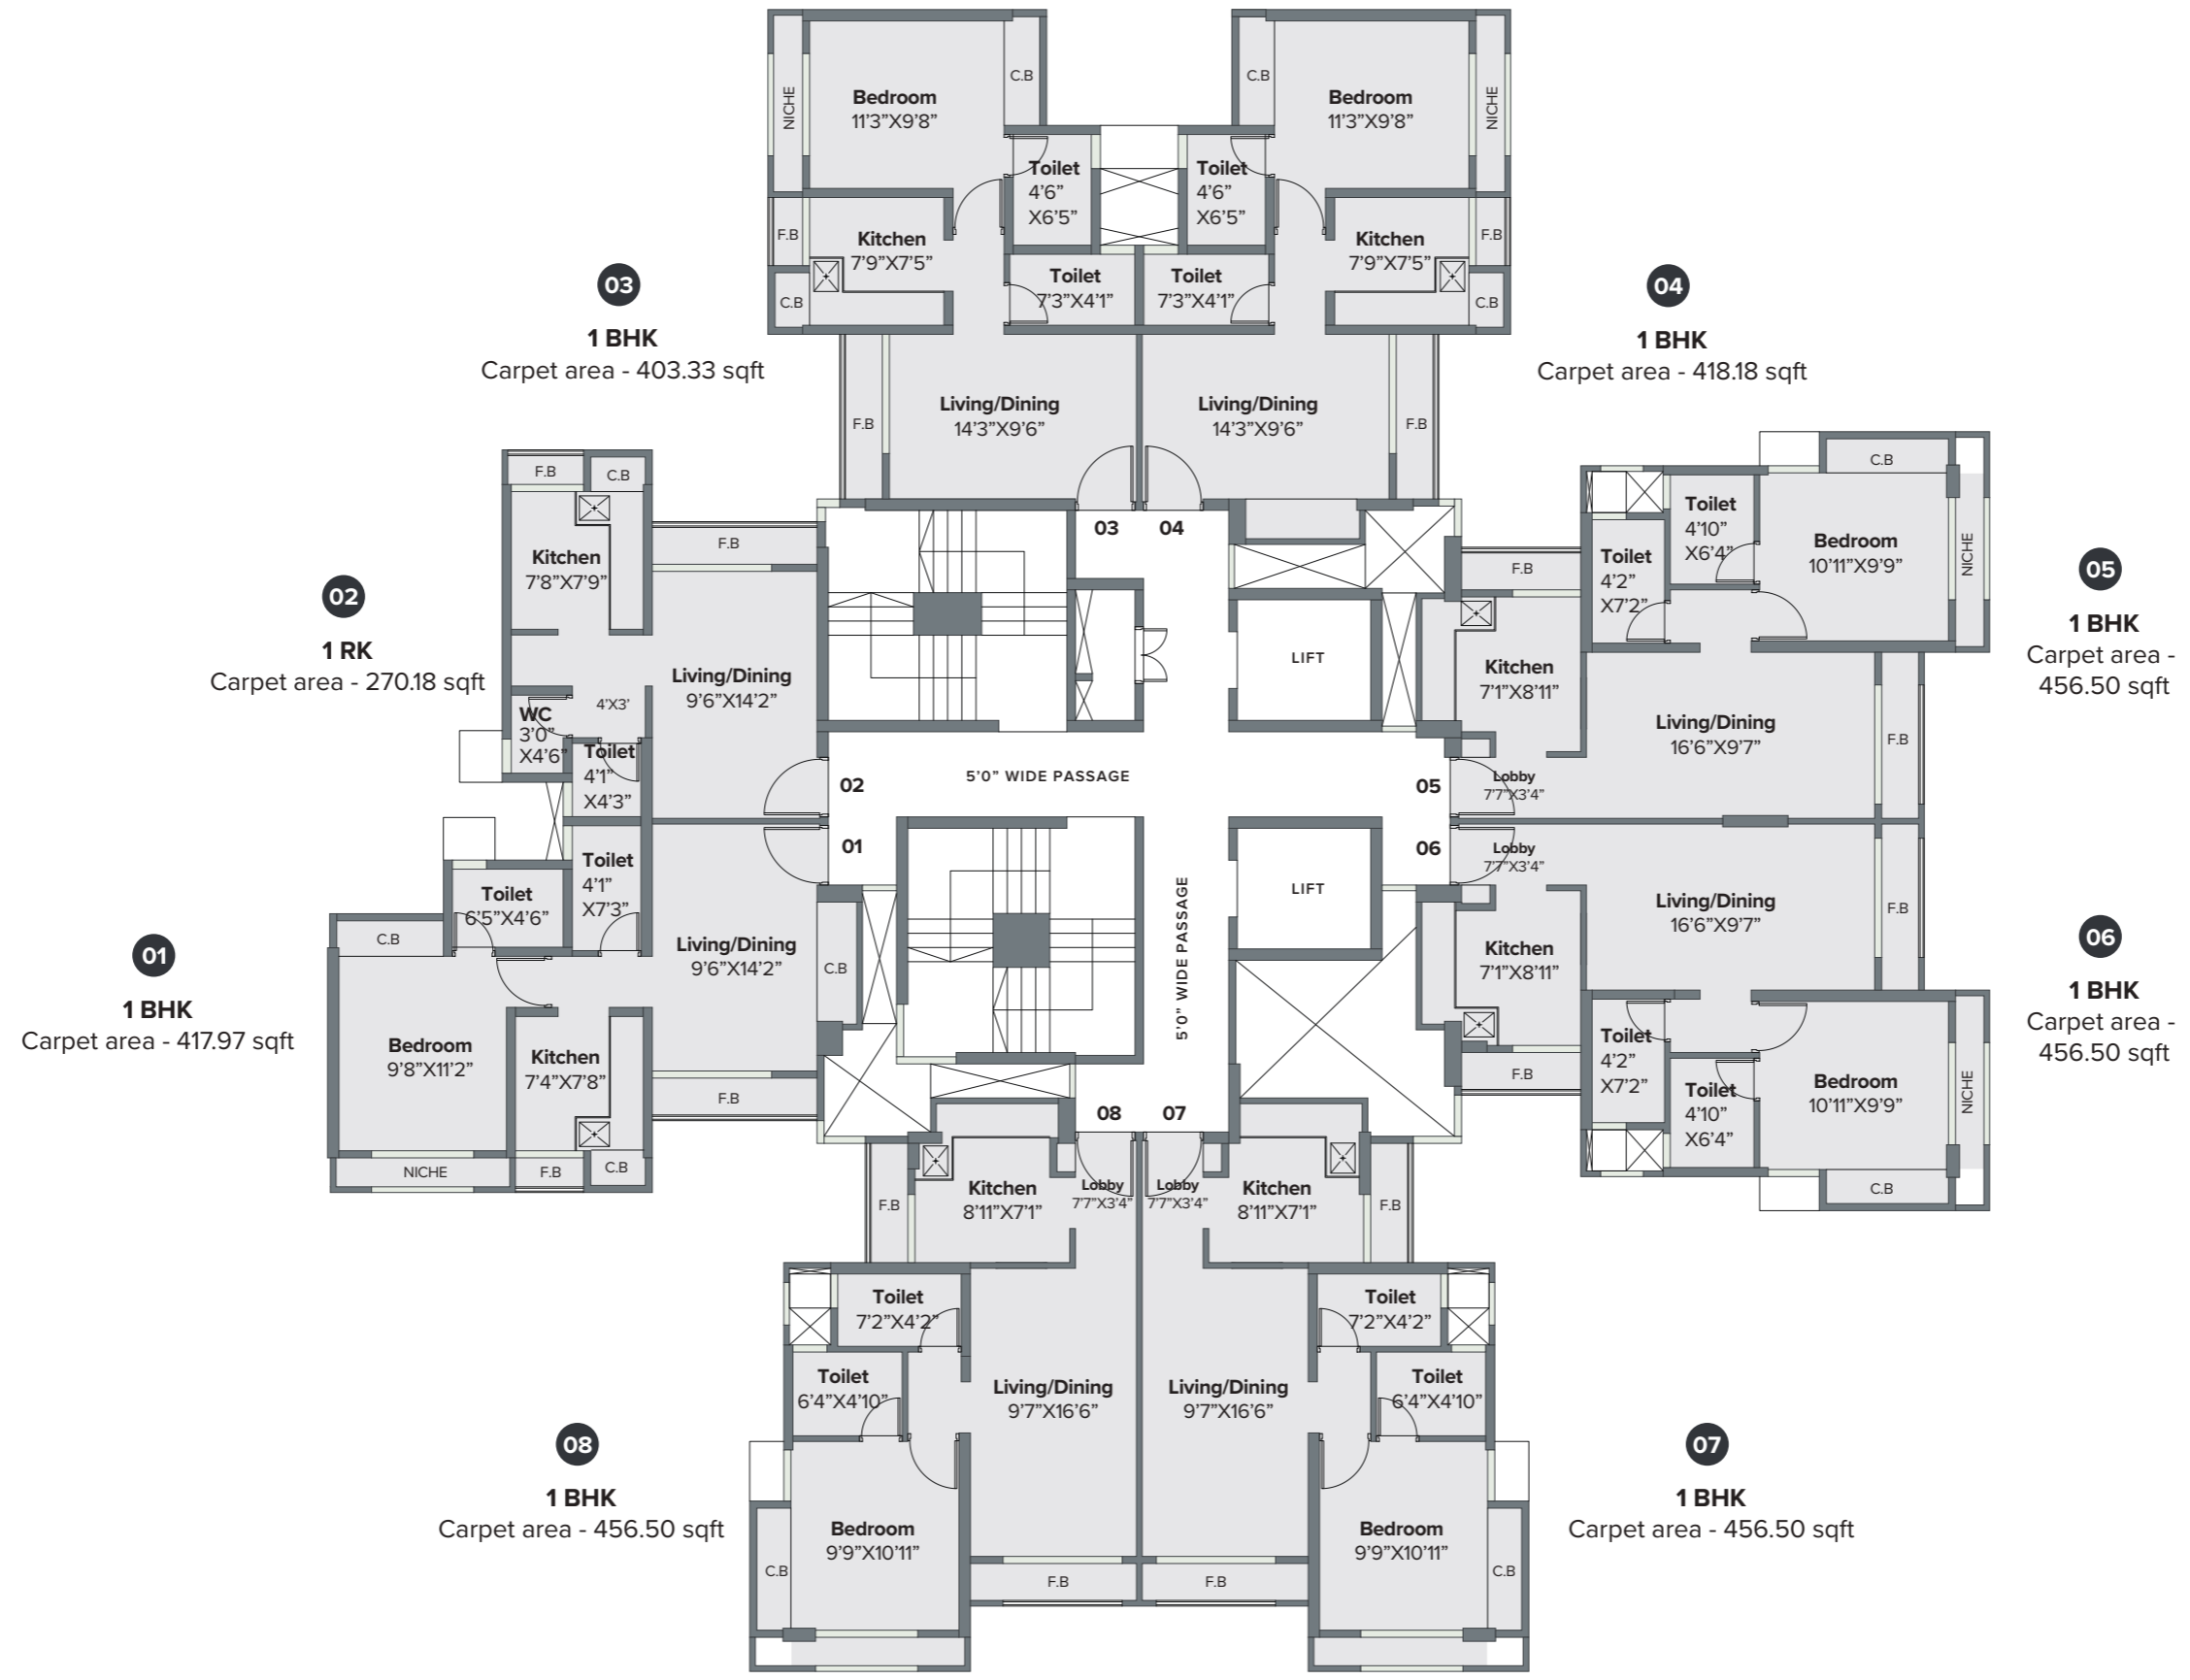 NICHE
Bedroom
11'3”X9'8”
C.B
Toilet
4'6”
X6'5”
F.B
Kitchen
7'9”X7'5”
C.B
Toilet
7'3”X4'1”
F.B
Living/Dining
14'3”X9'6”
03
1 BHK
Carpet area - 403.33 sqft
C.B
Bedroom
11'3”X9'8”
NICHE
Toilet
4'6”
X6'5”
Kitchen
7'9”X7'5”
F.B
C.B
Toilet
7'3”X4'1”
Living/Dining
14'3”X9'6”
F.B
04
1 BHK
Carpet area - 418.18 sqft
03
04
F.B
C.B
Kitchen
7'8”X7'9”
F.B
Living/Dining
9'6”X14'2”
4'X3'
WC
3'0”
X4'6”
Toilet
4'1”
X4'3”
02
1 RK
Carpet area - 270.18 sqft
LIFT
02
5'0” WIDE PASSAGE
05
01
06
LIFT
5'0” WIDE PASSAGE
08
07
C.B
Toilet
4'10”
X6'4”
Bedroom
10'11”X9'9”
NICHE
Toilet
4'2”
X7'2”
F.B
Kitchen
7'1”X8'11”
Living/Dining
16'6”X9'7”
F.B
Lobby
7'7”X3'4”
05
1 BHK
Carpet area -
456.50 sqft
Lobby
7'7”X3'4”
Living/Dining
16'6”X9'7”
F.B
Kitchen
7'1”X8'11”
F.B
Toilet
4'2”
X7'2”
Toilet
4'10”
X6'4”
Bedroom
10'11”X9'9”
NICHE
C.B
06
1 BHK
Carpet area -
456.50 sqft
Toilet
4'1”
X7'3”
Toilet
6'5”X4'6”
C.B
Living/Dining
9'6”X14'2”
C.B
Bedroom
9'8”X11'2”
Kitchen
7'4”X7'8”
F.B
NICHE
F.B
C.B
01
1 BHK
Carpet area - 417.97 sqft
F.B
Kitchen
8'11”X7'1”
Lobby
7'7”X3'4”
Toilet
7'2”X4'2”
Toilet
6'4”X4'10”
Living/Dining
9'7”X16'6”
Bedroom
9'9”X10'11”
C.B
F.B
08
1 BHK
Carpet area - 456.50 sqft
Lobby
7'7”X3'4”
Kitchen
8'11”X7'1”
F.B
Toilet
7'2”X4'2”
Toilet
6'4”X4'10”
Living/Dining
9'7”X16'6”
Bedroom
9'9”X10'11”
C.B
F.B
07
1 BHK
Carpet area - 456.50 sqft